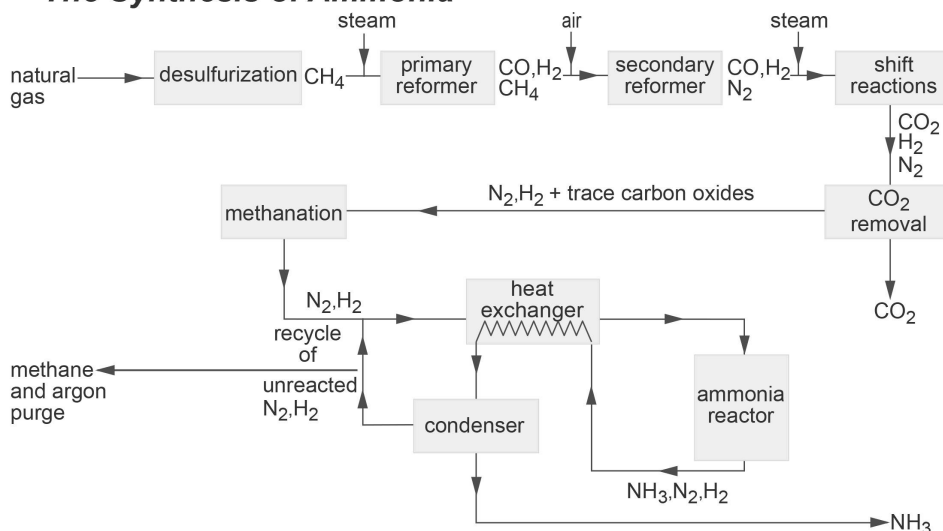 The Synthesis of Ammonia
steam
air
steam
natural
gas
desulfurization
CH₄
primary
reformer
CO,H₂
CH₄
secondary
reformer
CO,H₂
N₂
shift
reactions
CO₂
H₂
N₂
methanation
N₂,H₂ + trace carbon oxides
CO₂
removal
CO₂
N₂,H₂
heat
exchanger
recycle
of
unreacted
N₂,H₂
methane
and argon
purge
condenser
ammonia
reactor
NH₃,N₂,H₂
NH₃